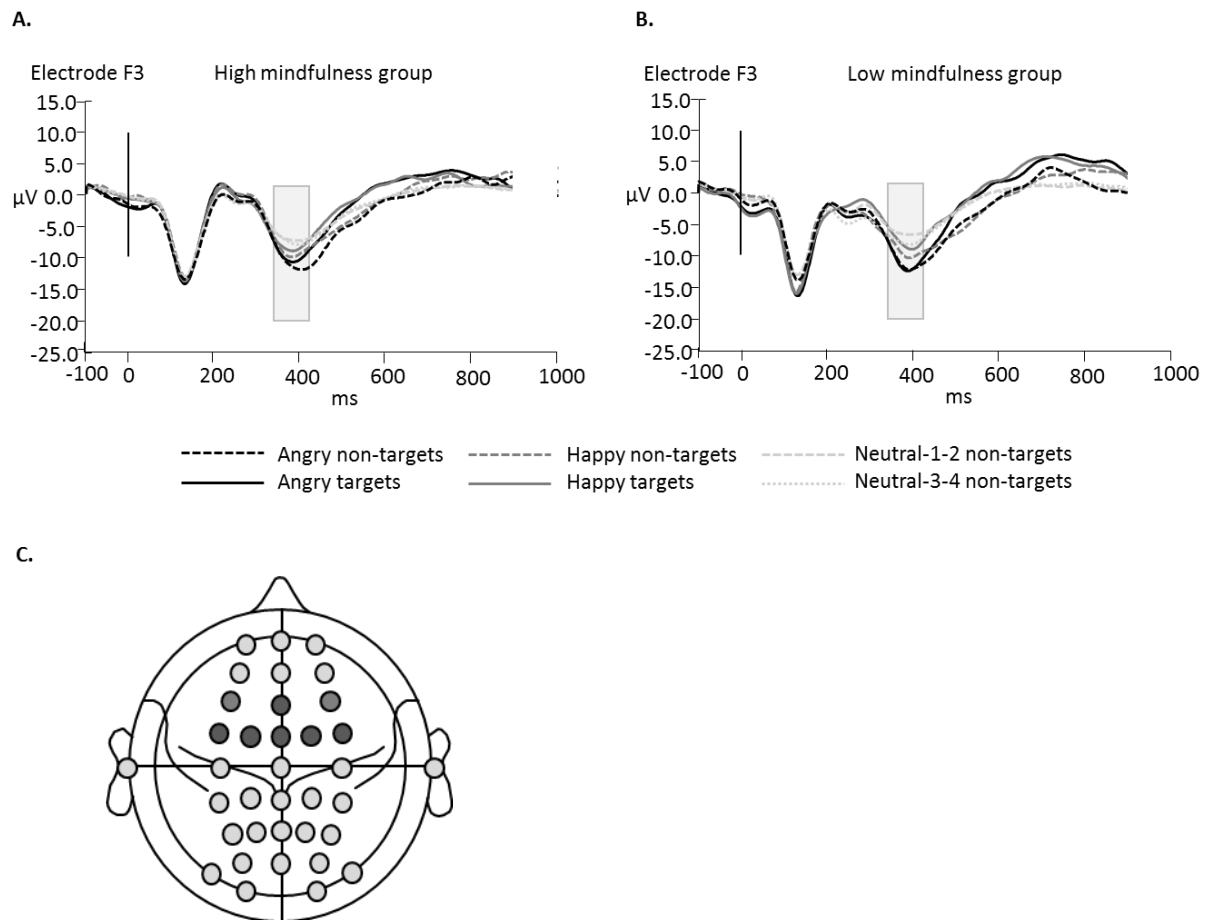 A.
Electrode F3 High mindfulness group
15.0
10.0
5.0
μV 0.0
-5.0
-10.0
-15.0
-20.0
-25.0
-100 0 200 400 600 800 1000
ms
B.
Electrode F3 Low mindfulness group
15.0
10.0
5.0
μV 0.0
-5.0
-10.0
-15.0
-20.0
-25.0
-100 0 200 400 600 800 1000
ms
Angry non-targets Happy non-targets Neutral-1-2 non-targets
Angry targets Happy targets Neutral-3-4 non-targets
C.